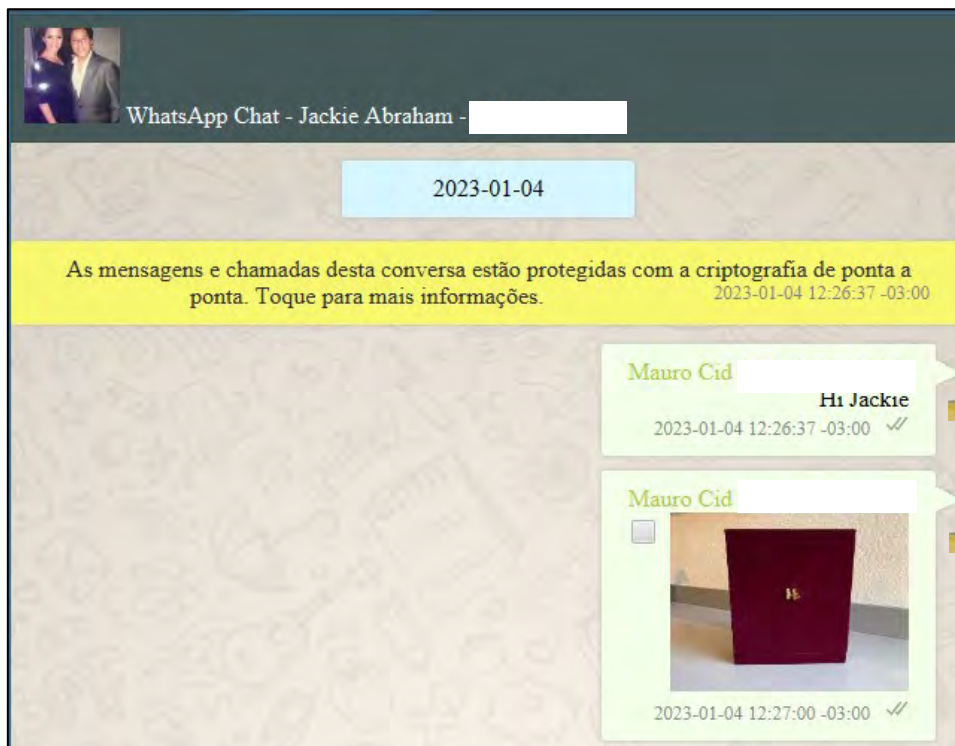 WhatsApp Chat - Jackie Abraham -
2023-01-04
As mensagens e chamadas desta conversa estão protegidas com a criptografia de ponta a
ponta. Toque para mais informações.
2023-01-04 12:26:37 -03:00
Mauro Cid
Hi Jackie
2023-01-04 12:26:37 -03:00
Mauro Cid
2023-01-04 12:27:00 -03:00